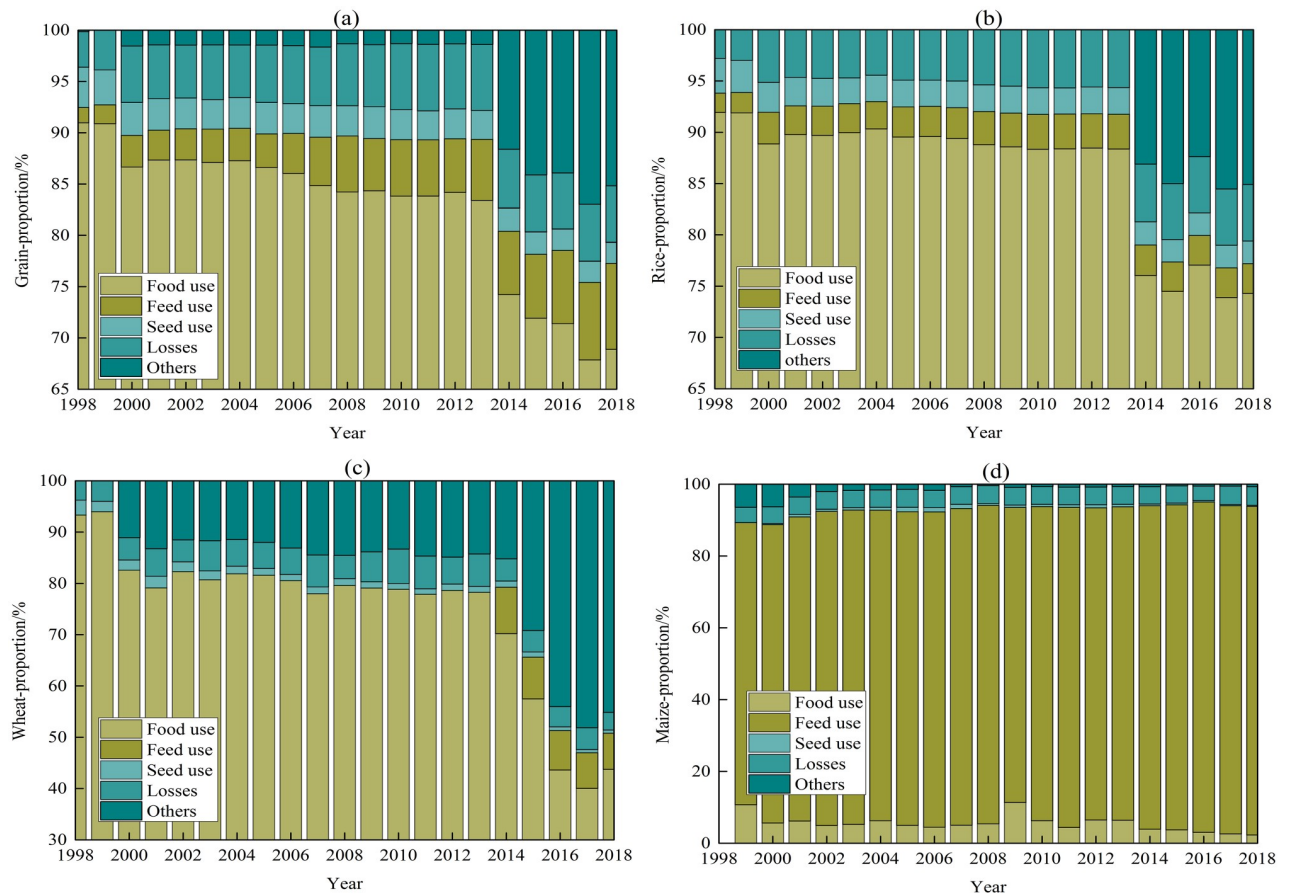 (a)
100
95
90
85
80
75
70
65
Grain-proportion/%
Food use
Feed use
Seed use
Losses
Others
1998 2000 2002 2004 2006 2008 2010 2012 2014 2016 2018
Year
(b)
100
95
90
85
80
75
70
65
Rice-proportion/%
Food use
Feed use
Seed use
Losses
others
1998 2000 2002 2004 2006 2008 2010 2012 2014 2016 2018
Year
(c)
100
90
80
70
60
50
40
30
Wheat-proportion/%
Food use
Feed use
Seed use
Losses
Others
1998 2000 2002 2004 2006 2008 2010 2012 2014 2016 2018
Year
(d)
100
80
60
40
20
0
Maize-proportion/%
Food use
Feed use
Seed use
Losses
Others
1998 2000 2002 2004 2006 2008 2010 2012 2014 2016 2018
Year